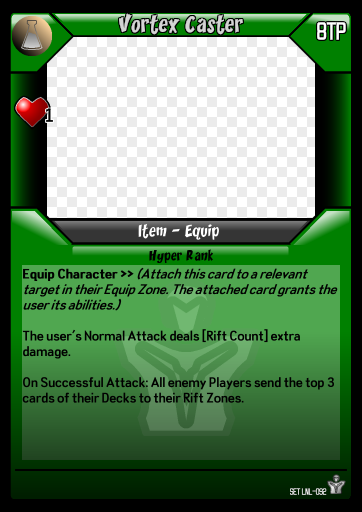 Vortex Caster
8TP
1
Item - Equip
Hyper Rank
Equip Character >> (Attach this card to a relevant
target in their Equip Zone. The attached card grants the
user its abilities.)
The user's Normal Attack deals [Rift Count] extra
damage.
On Successful Attack: All enemy Players send the top 3
cards of their Decks to their Rift Zones.
SET LNL-092